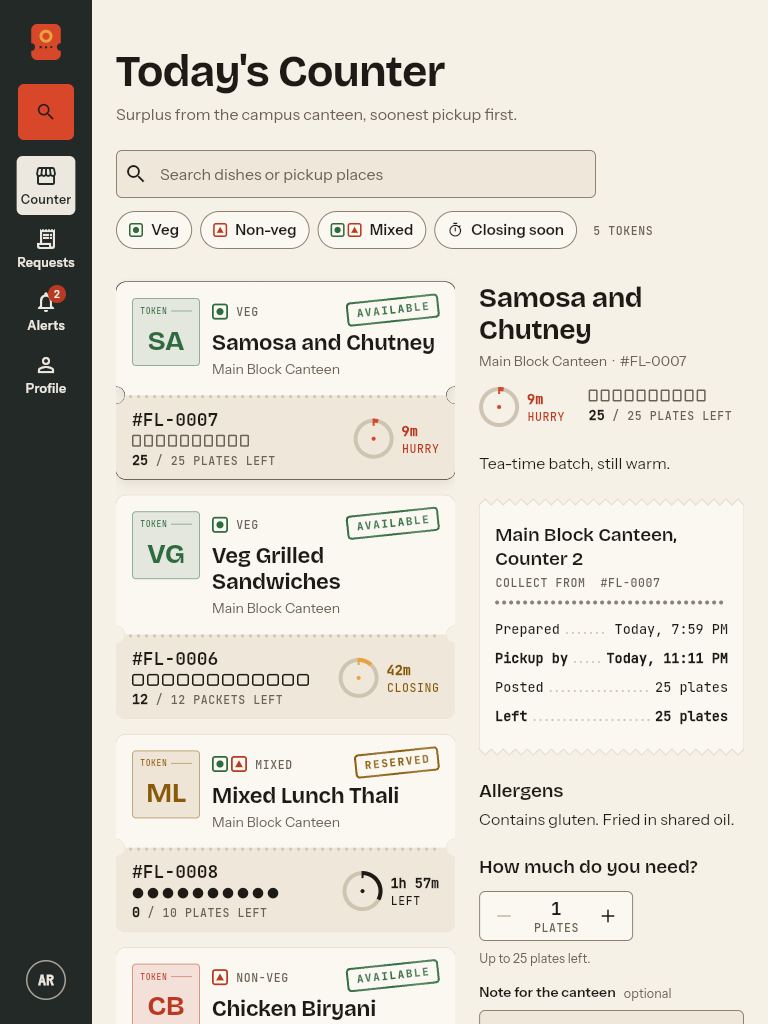 Today's Counter
Surplus from the campus canteen, soonest pickup first.
Search dishes or pickup places
Veg
Non-veg
Mixed
Closing soon
5 TOKENS
Counter
Requests
2
Alerts
Profile
AR
TOKEN
SA
VEG
AVAILABLE
Samosa and Chutney
Main Block Canteen
#FL-0007
25 / 25 PLATES LEFT
9m
HURRY
TOKEN
VG
VEG
AVAILABLE
Veg Grilled
Sandwiches
Main Block Canteen
#FL-0006
12 / 12 PACKETS LEFT
42m
CLOSING
TOKEN
ML
MIXED
RESERVED
Mixed Lunch Thali
Main Block Canteen
#FL-0008
0 / 10 PLATES LEFT
1h 57m
LEFT
TOKEN
CB
NON-VEG
AVAILABLE
Chicken Biryani
Samosa and
Chutney
Main Block Canteen · #FL-0007
9m
HURRY
25 / 25 PLATES LEFT
Tea-time batch, still warm.
Main Block Canteen,
Counter 2
COLLECT FROM #FL-0007
Prepared ....... Today, 7:59 PM
Pickup by ..... Today, 11:11 PM
Posted ................... 25 plates
Left ...................... 25 plates
Allergens
Contains gluten. Fried in shared oil.
How much do you need?
1
PLATES
Up to 25 plates left.
Note for the canteen optional